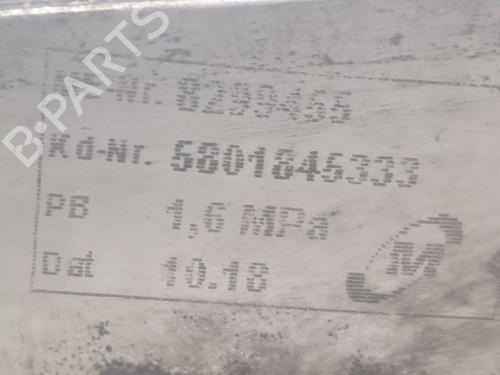 B-PARTS
-Nr. 8299455
Kd-Nr. 5801845333
PB 1,6 MPa
Dat 10.18
M